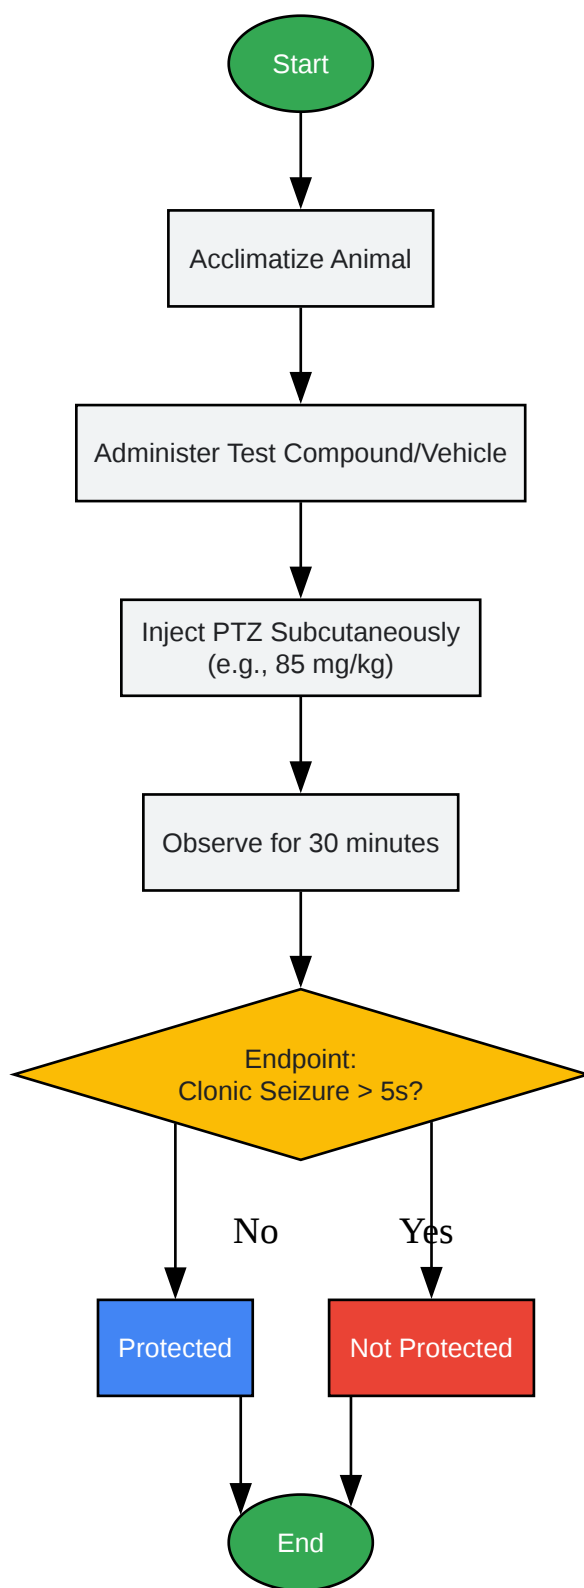 Start
Acclimatize Animal
Administer Test Compound/Vehicle
Inject PTZ Subcutaneously
(e.g., 85 mg/kg)
Observe for 30 minutes
Endpoint:
Clonic Seizure > 5s?
No
Yes
Protected
Not Protected
End